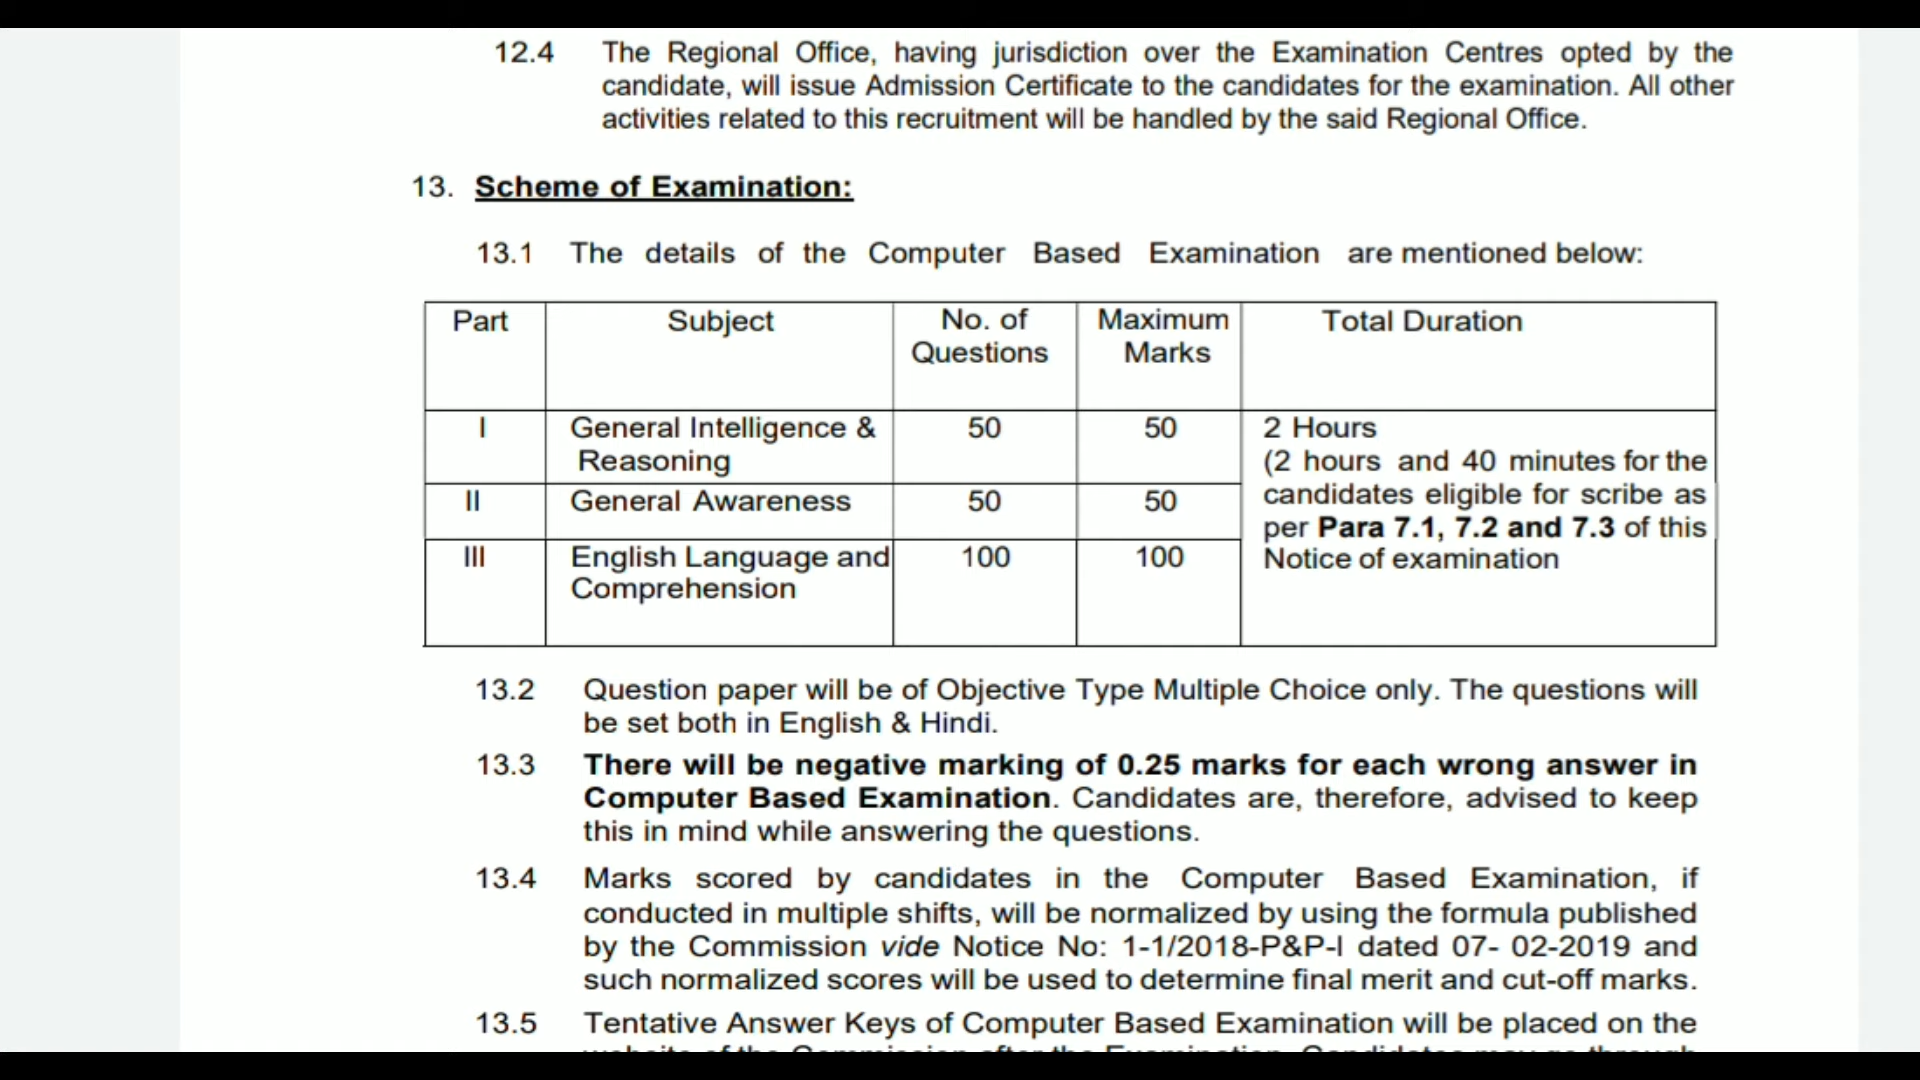 12.4 The Regional Office, having jurisdiction over the Examination Centres opted by the
candidate, will issue Admission Certificate to the candidates for the examination. All other
activities related to this recruitment will be handled by the said Regional Office.
13. Scheme of Examination:
13.1 The details of the Computer Based Examination are mentioned below:
Part Subject No. of Questions Maximum Marks Total Duration
I General Intelligence & Reasoning 50 50
II General Awareness 50 50
III English Language and Comprehension 100 100
2 Hours
(2 hours and 40 minutes for the
candidates eligible for scribe as
per Para 7.1, 7.2 and 7.3 of this
Notice of examination
13.2 Question paper will be of Objective Type Multiple Choice only. The questions will
be set both in English & Hindi.
13.3 There will be negative marking of 0.25 marks for each wrong answer in
Computer Based Examination. Candidates are, therefore, advised to keep
this in mind while answering the questions.
13.4 Marks scored by candidates in the Computer Based Examination, if
conducted in multiple shifts, will be normalized by using the formula published
by the Commission vide Notice No: 1-1/2018-P&P-I dated 07- 02-2019 and
such normalized scores will be used to determine final merit and cut-off marks.
13.5 Tentative Answer Keys of Computer Based Examination will be placed on the